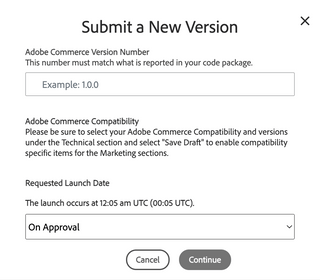 Submit a New Version
Adobe Commerce Version Number
This number must match what is reported in your code package.
Example: 1.0.0
Adobe Commerce Compatibility
Please be sure to select your Adobe Commerce Compatibility and versions
under the Technical section and select "Save Draft" to enable compatibility
specific items for the Marketing sections.
Requested Launch Date
The launch occurs at 12:05 am UTC (00:05 UTC).
On Approval
Cancel
Continue